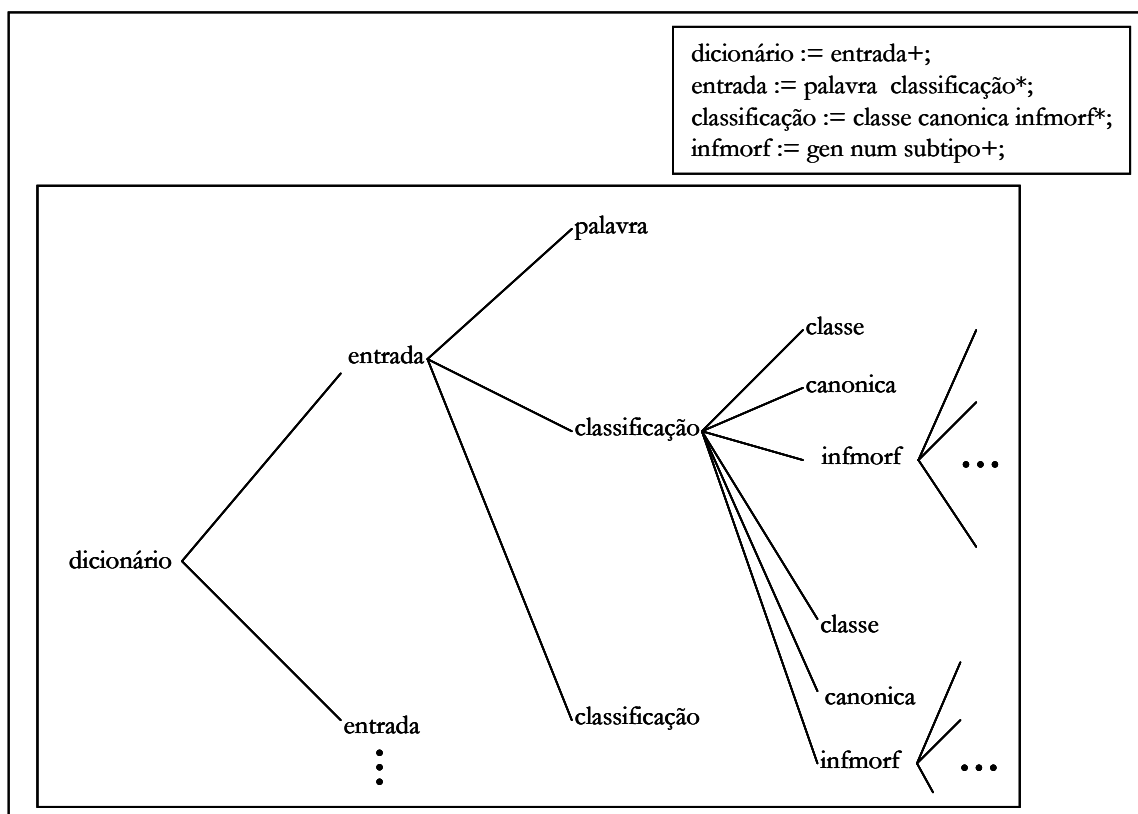 dicionário := entrada+;
entrada := palavra classificação*;
classificação := classe canonica infmorf*;
infmorf := gen num subtipo+;
palavra
classe
entrada
canonica
classificação
infmorf
...
dicionário
classe
canonica
classificação
entrada
infmorf
...